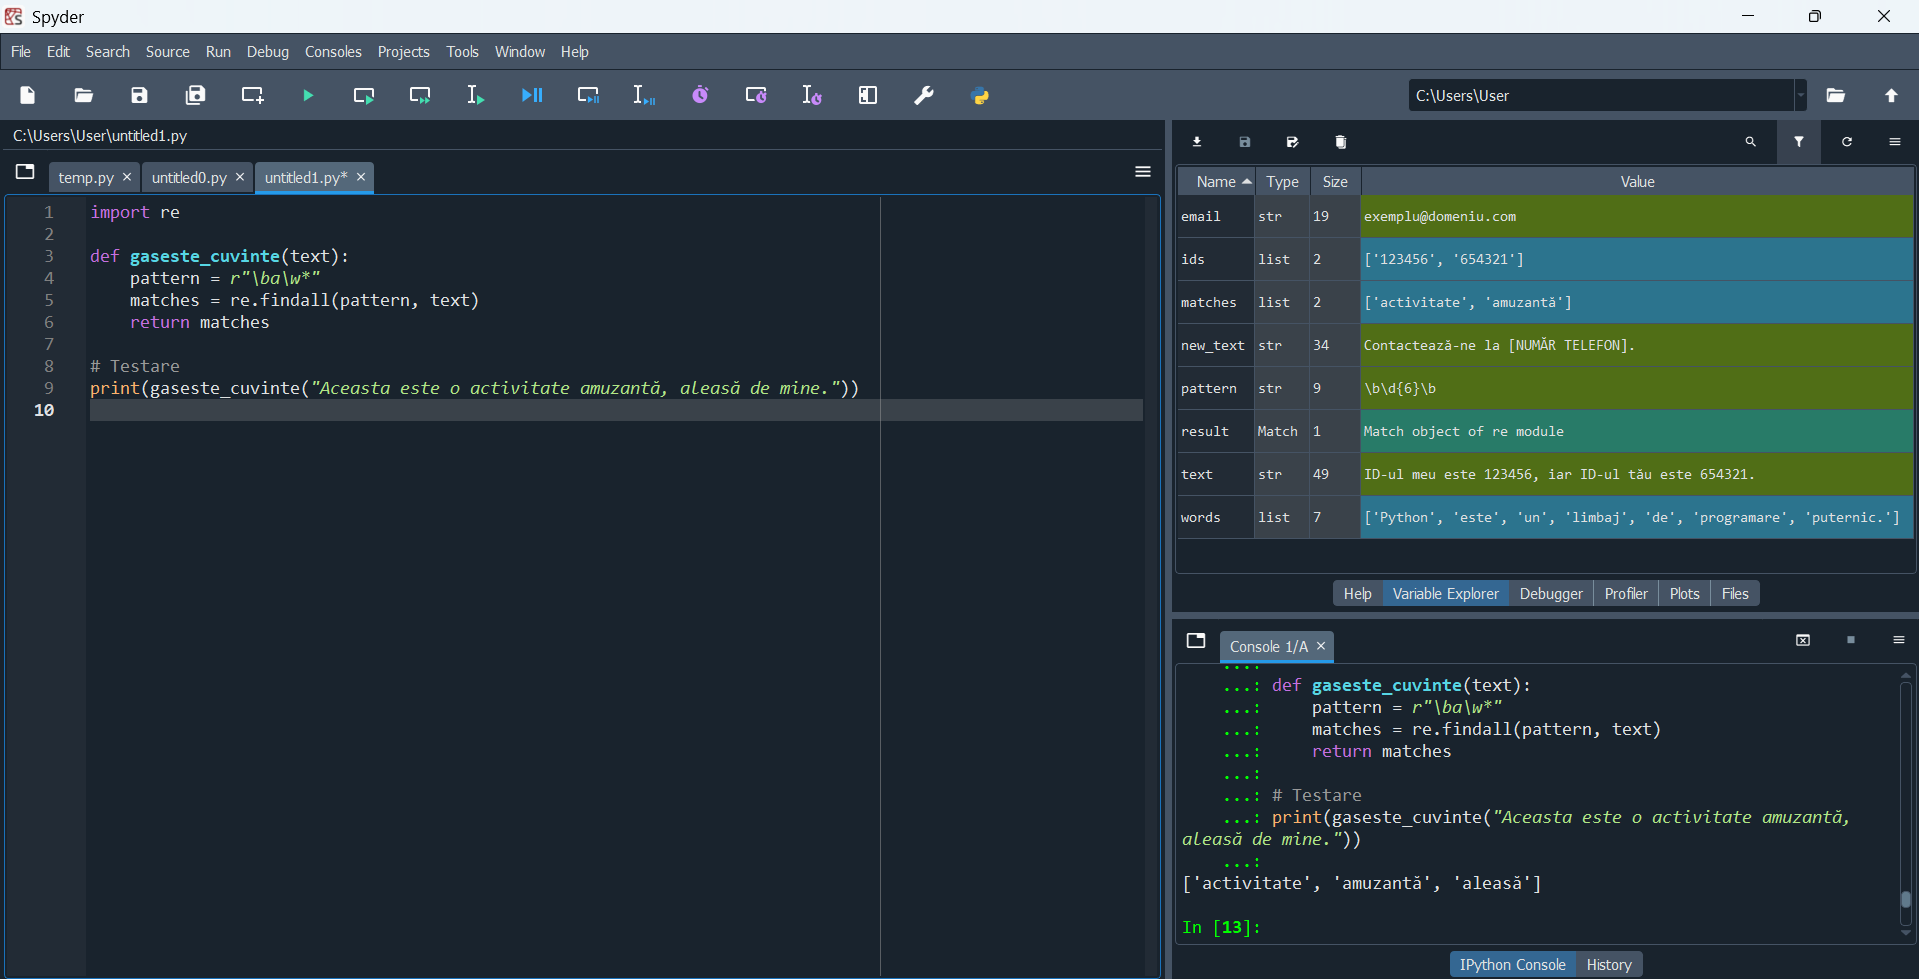 Spyder
File Edit Search Source Run Debug Consoles Projects Tools Window Help
C:\Users\User
C:\Users\User\untitled1.py
temp.py untitled0.py untitled1.py*
1 import re
2
3 def gaseste_cuvinte(text):
4 pattern = r"\ba\w*"
5 matches = re.findall(pattern, text)
6 return matches
7
8 # Testare
9 print(gaseste_cuvinte("Aceasta este o activitate amuzantă, aleasă de mine."))
10
Name Type Size Value
email str 19 exemplu@domeniu.com
ids list 2 ['123456', '654321']
matches list 2 ['activitate', 'amuzantă']
new_text str 34 Contactează-ne la [NUMĂR TELEFON].
pattern str 9 \b\d{6}\b
result Match 1 Match object of re module
text str 49 ID-ul meu este 123456, iar ID-ul tău este 654321.
words list 7 ['Python', 'este', 'un', 'limbaj', 'de', 'programare', 'puternic.']
Help Variable Explorer Debugger Profiler Plots Files
Console 1/A
...:
...: def gaseste_cuvinte(text):
...: pattern = r"\ba\w*"
...: matches = re.findall(pattern, text)
...: return matches
...:
...: # Testare
...: print(gaseste_cuvinte("Aceasta este o activitate amuzantă,
aleasă de mine."))
...:
['activitate', 'amuzantă', 'aleasă']
In [13]:
IPython Console History